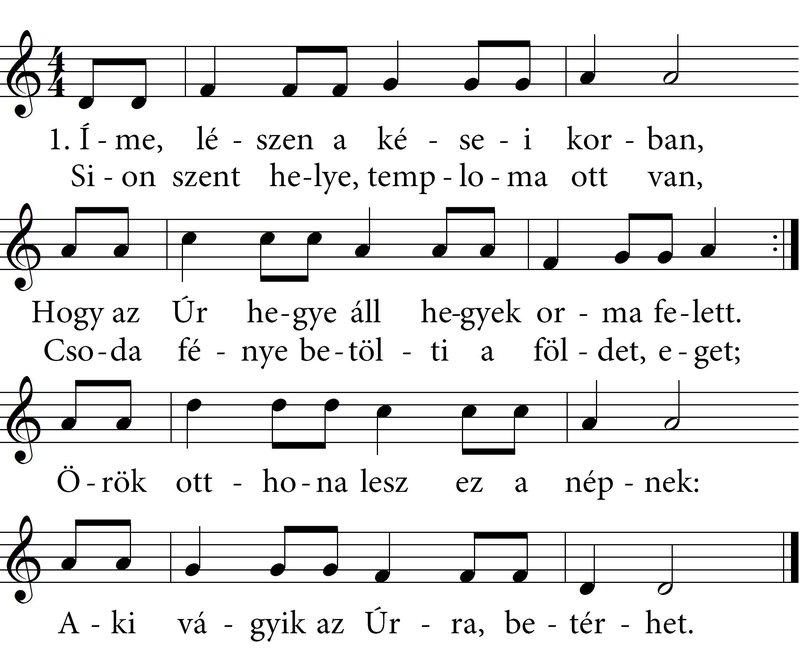 4/4
1. Í - me, lé - szen a ké - se - i kor - ban,
Si - on szent he-lye, temp - lo - ma ott van,
Hogy az Úr he-gye áll he-gyek or - ma fe-lett.
Cso-da fé - nye be-töl - ti a föl - det, e-get;
Ö-rök ott - ho-na lesz ez a nép - nek:
A - ki vá - gyik az Úr - ra, be - tér - het.